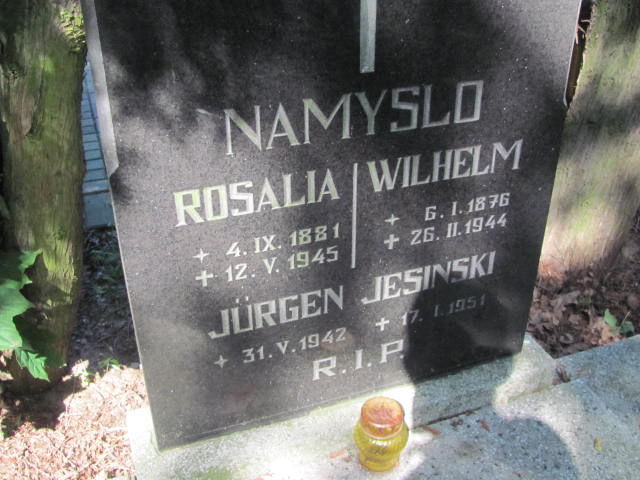 NAMYSLO
ROSALIA
+ 4. IX. 1881
+ 12. V. 1945
WILHELM
+ 6. I. 1876
+ 26. II. 1944
JÜRGEN JESINSKI
+ 31. V. 1942 + 17. I. 1951
R. I. P.